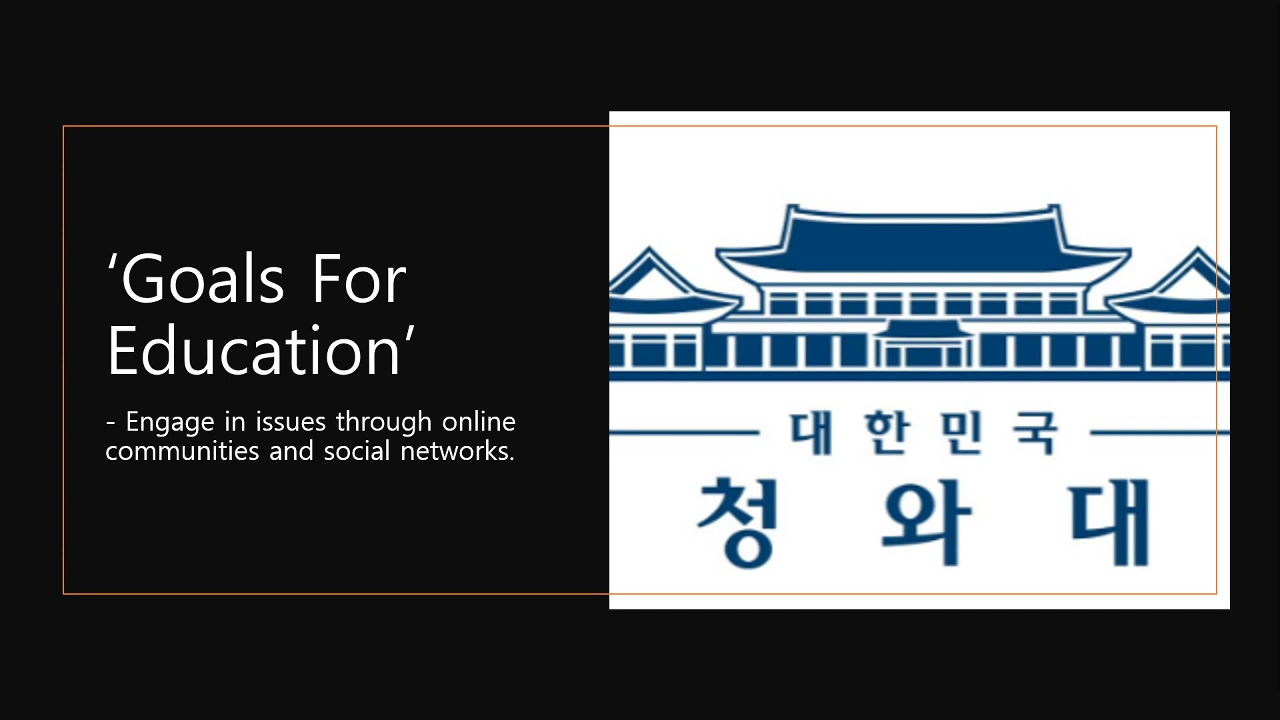 ‘Goals For
Education’
- Engage in issues through online
communities and social networks.
대한민국
청와대